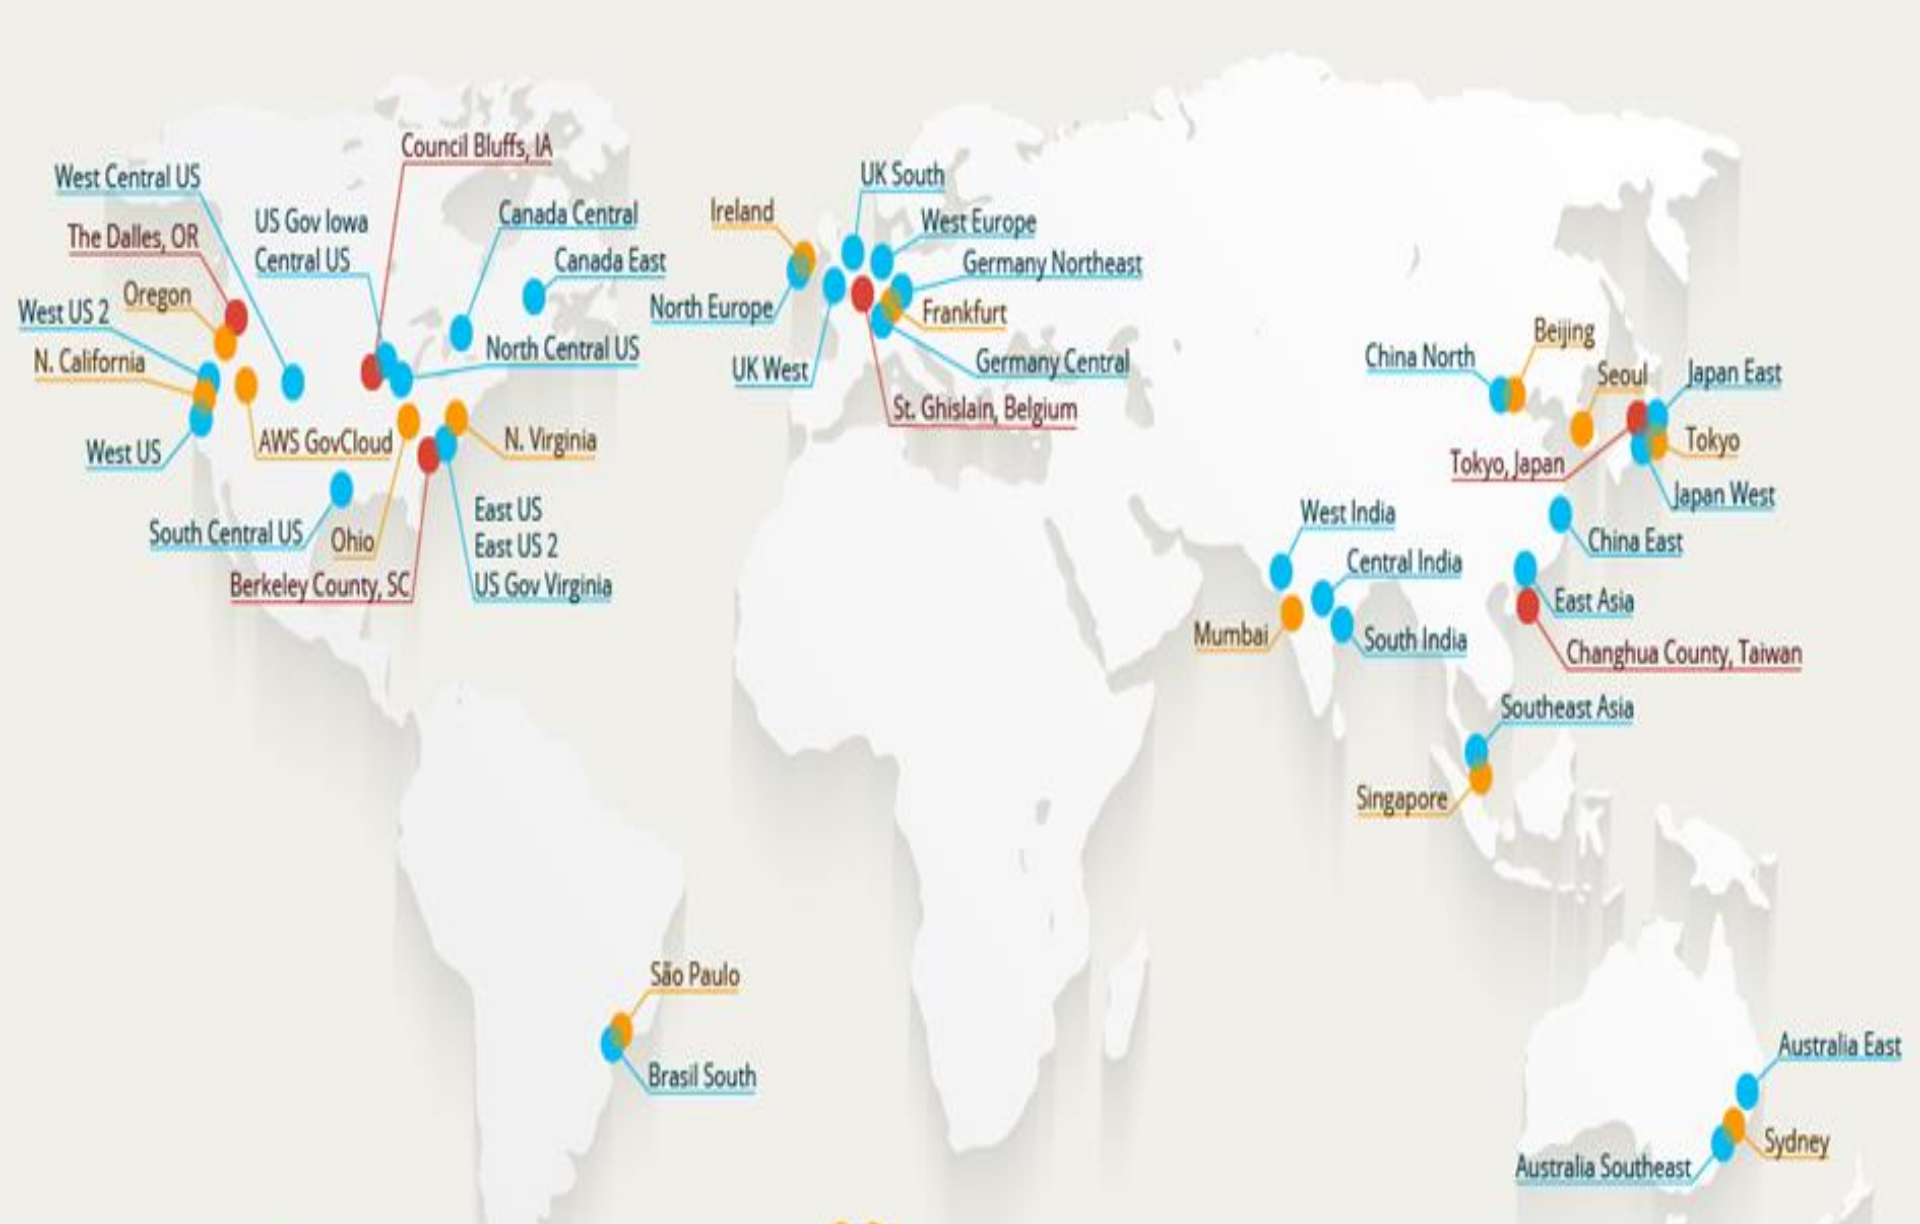 Council Bluffs, IA
West Central US
US Gov Iowa
Central US
The Dalles, OR
Canada Central
Canada East
Oregon
West US 2
N. California
North Central US
West US
AWS GovCloud
N. Virginia
South Central US
Ohio
East US
East US 2
US Gov Virginia
Berkeley County, SC
São Paulo
Brasil South
UK South
Ireland
West Europe
Germany Northeast
North Europe
Frankfurt
UK West
Germany Central
St. Ghislain, Belgium
Beijing
China North
Seoul
Japan East
Tokyo
Tokyo, Japan
Japan West
West India
China East
Central India
East Asia
Mumbai
South India
Changhua County, Taiwan
Southeast Asia
Singapore
Australia East
Sydney
Australia Southeast